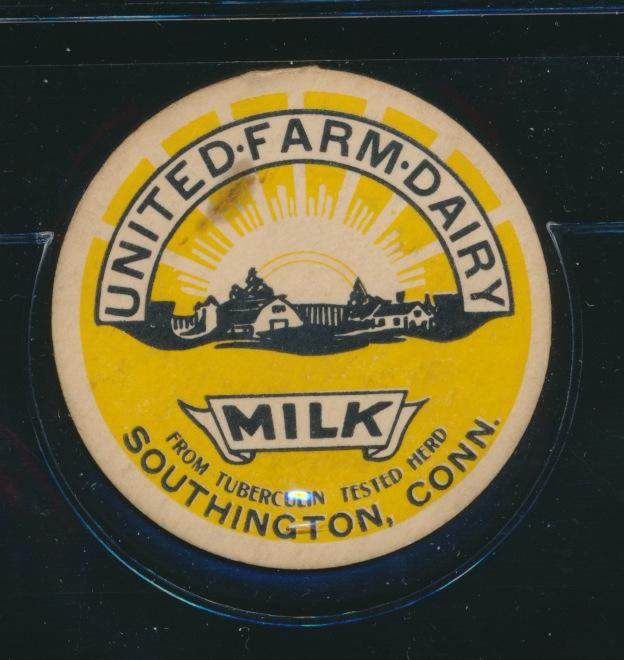 UNITED·FARM·DAIRY
MILK
FROM TUBERCULIN TESTED HERD
SOUTHINGTON, CONN.